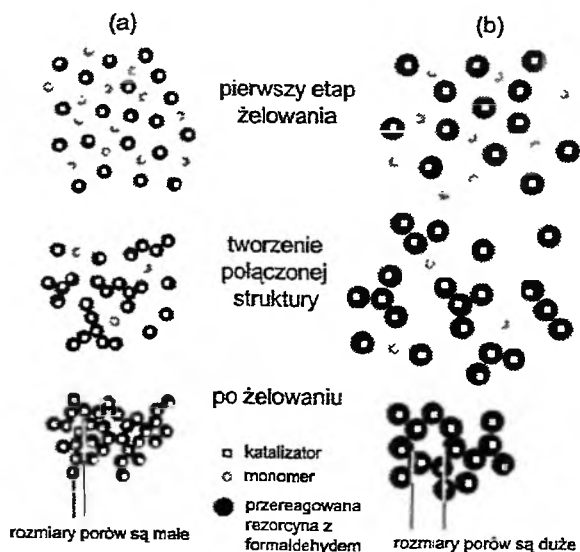 (a)
(b)
pierwszy etap
żelowania
tworzenie
połączonej
struktury
po żelowaniu
katalizator
monomer
przereagowana
rezorcyna z
formaldehydem
rozmiary porów są małe
rozmiary porów są duże